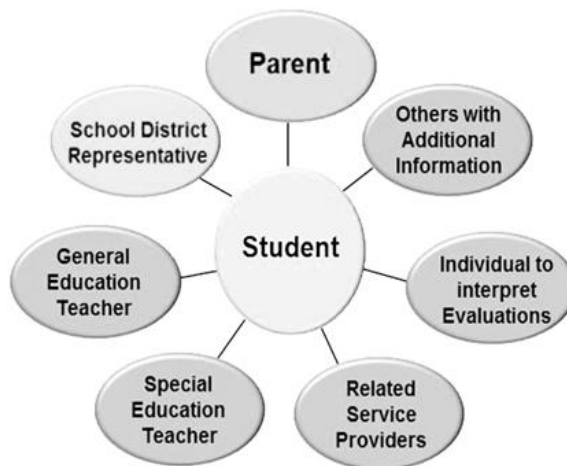 Parent
School District
Representative
Others with
Additional
Information
Student
General
Education
Teacher
Individual to
interpret
Evaluations
Special
Education
Teacher
Related
Service
Providers